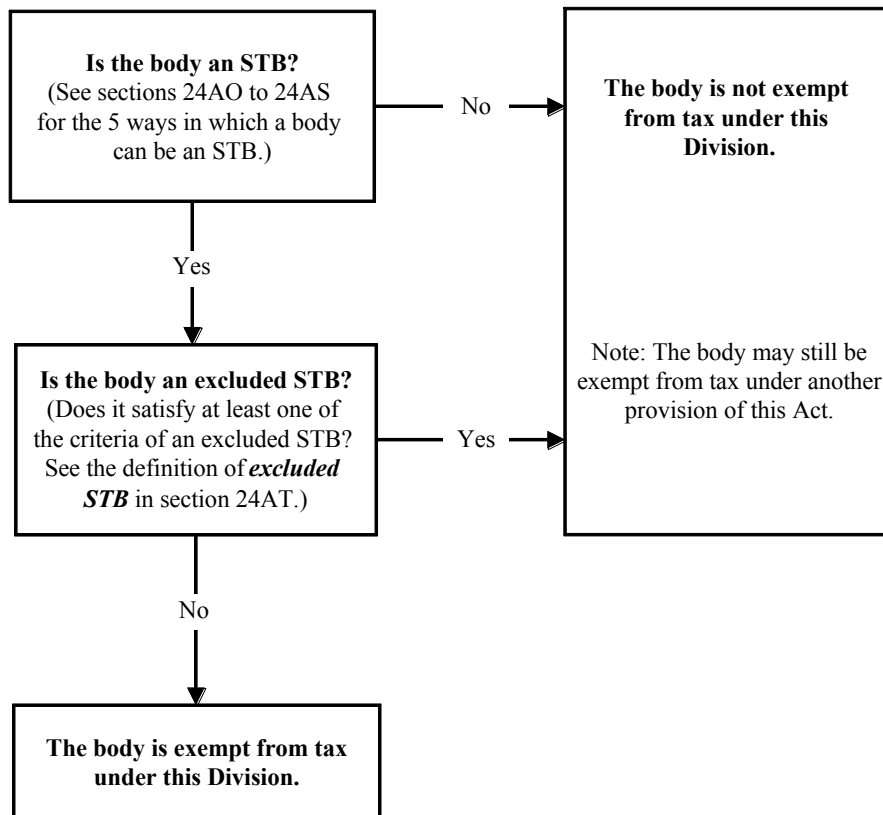 Is the body an STB?
(See sections 24AO to 24AS
for the 5 ways in which a body
can be an STB.)
No
The body is not exempt
from tax under this
Division.
Note: The body may still be
exempt from tax under another
provision of this Act.
Yes
Is the body an excluded STB?
(Does it satisfy at least one of
the criteria of an excluded STB?
See the definition of excluded
STB in section 24AT.)
Yes
No
The body is exempt from tax
under this Division.